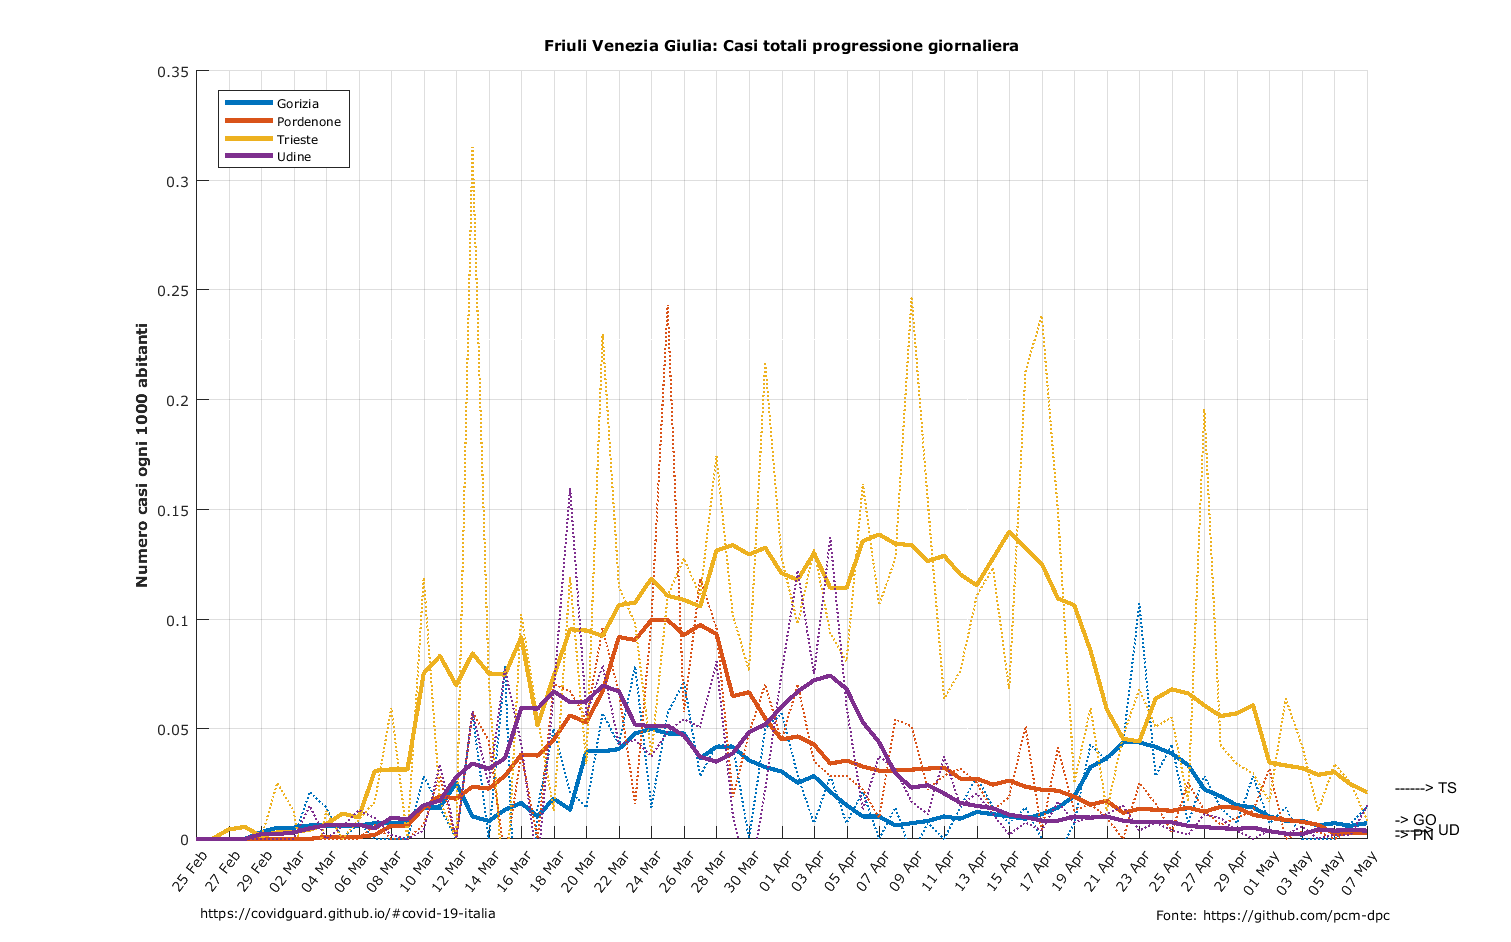 Friuli Venezia Giulia: Casi totali progressione giornaliera
Numero casi ogni 1000 abitanti
0.35
0.3
0.25
0.2
0.15
0.1
0.05
0
Gorizia
Pordenone
Trieste
Udine
25 Feb
27 Feb
29 Feb
02 Mar
04 Mar
06 Mar
08 Mar
10 Mar
12 Mar
14 Mar
16 Mar
18 Mar
20 Mar
22 Mar
24 Mar
26 Mar
28 Mar
30 Mar
01 Apr
03 Apr
05 Apr
07 Apr
09 Apr
11 Apr
13 Apr
15 Apr
17 Apr
19 Apr
21 Apr
23 Apr
25 Apr
27 Apr
29 Apr
01 May
03 May
05 May
07 May
------> TS
-> GO
------> UD
-> PN
https://covidguard.github.io/#covid-19-italia
Fonte: https://github.com/pcm-dpc